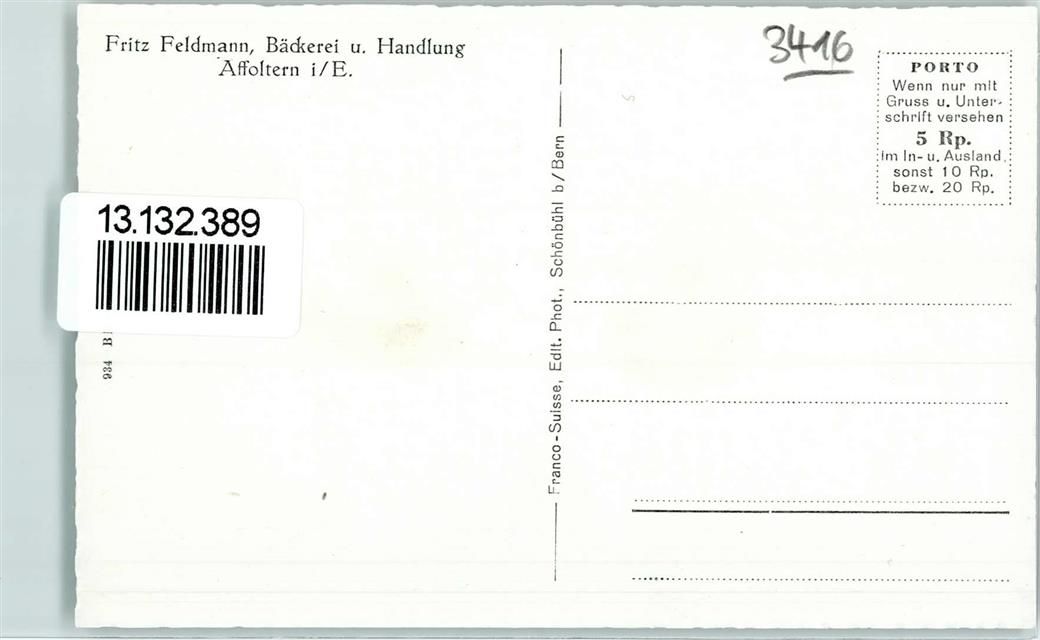 Fritz Feldmann, Bäckerei u. Handlung
Affoltern i/E.
3416
PORTO
Wenn nur mit
Gruss u. Unter-
schrift versehen
5 Rp.
im In- u. Ausland,
sonst 10 Rp.
bezw. 20 Rp.
13.132.389
934
Franco-Suisse, Edit. Phot., Schönbühl b/Bern